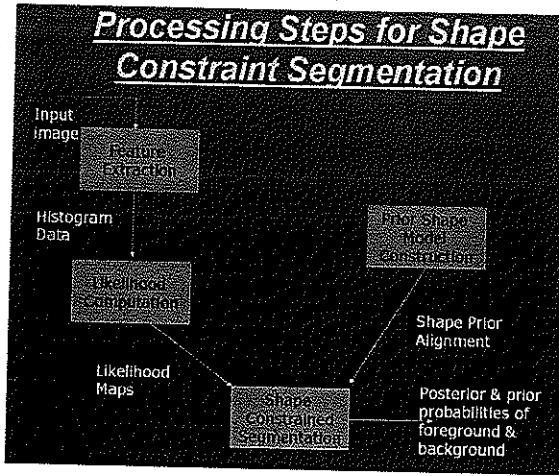 Processing Steps for Shape
Constraint Segmentation
Input
image
Feature
Extraction
Histogram
Data
Prior Shape
Model
Construction
Likelihood
Computation
Shape Prior
Alignment
Likelihood
Maps
Shape
Constrained
Segmentation
Posterior & prior
probabilities of
foreground &
background